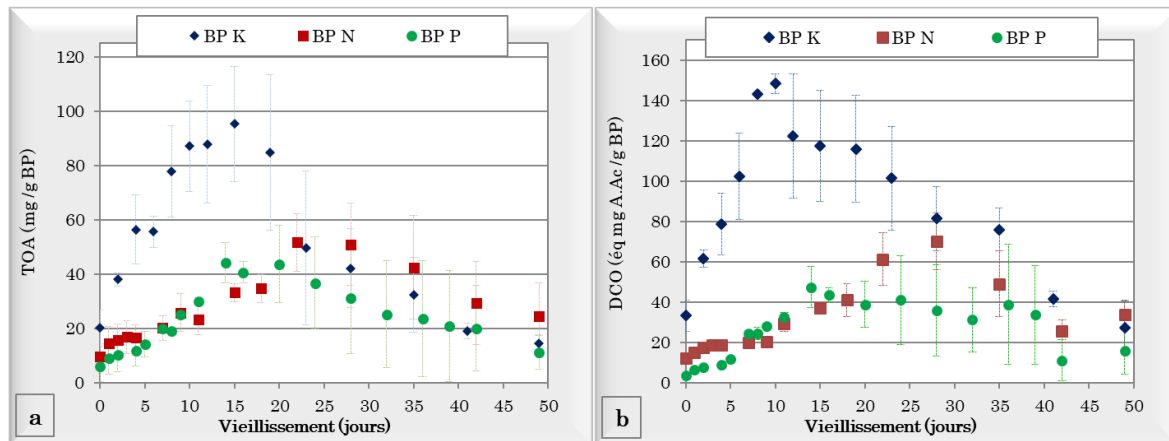 BP K BP N BP P
TOA (mg/g BP)
120
100
80
60
40
20
0
0 5 10 15 20 25 30 35 40 45 50
Vieillissement (jours)
a
BP K BP N BP P
DCO (éq mg A.Ac/g BP)
160
140
120
100
80
60
40
20
0
0 5 10 15 20 25 30 35 40 45 50
Vieillissement (jours)
b